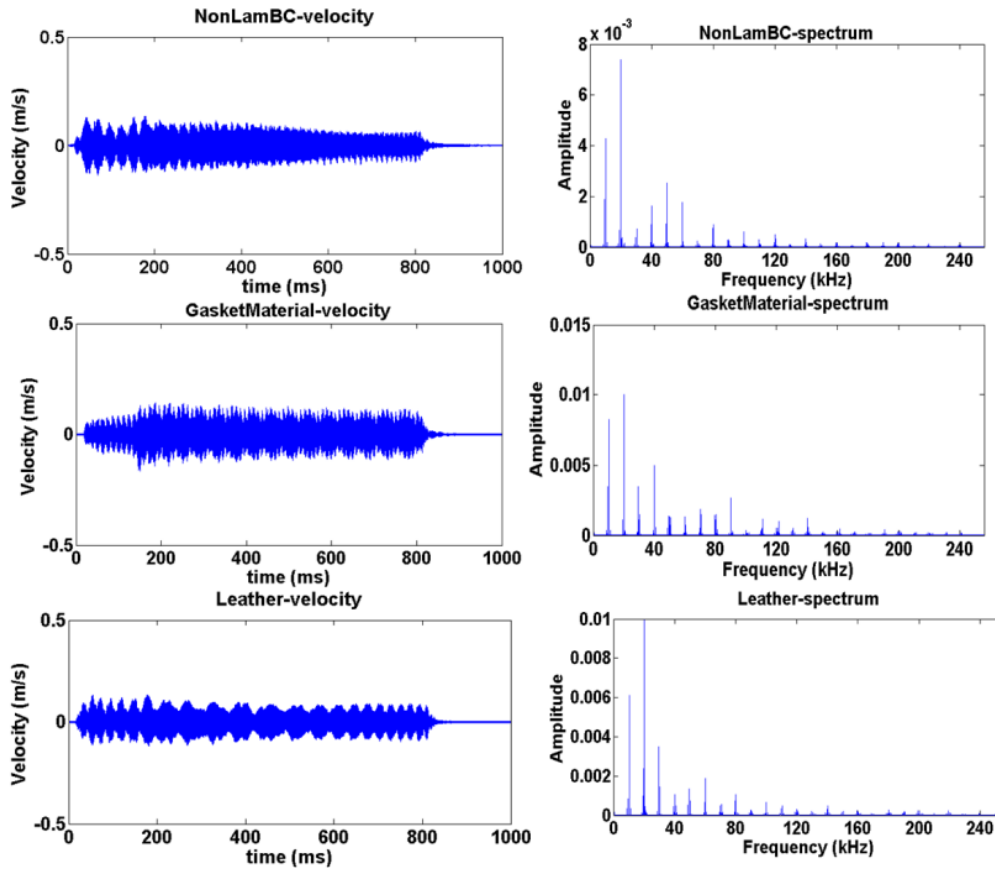 NonLamBC-velocity
Velocity (m/s)
0.5
0
-0.5
0 200 400 600 800 1000
time (ms)
NonLamBC-spectrum
x 10⁻³
Amplitude
8
6
4
2
0
0 40 80 120 160 200 240
Frequency (kHz)
GasketMaterial-velocity
Velocity (m/s)
0.5
0
-0.5
0 200 400 600 800 1000
time (ms)
GasketMaterial-spectrum
Amplitude
0.015
0.01
0.005
0
0 40 80 120 160 200 240
Frequency (kHz)
Leather-velocity
Velocity (m/s)
0.5
0
-0.5
0 200 400 600 800 1000
time (ms)
Leather-spectrum
Amplitude
0.01
0.008
0.006
0.004
0.002
0
0 40 80 120 160 200 240
Frequency (kHz)